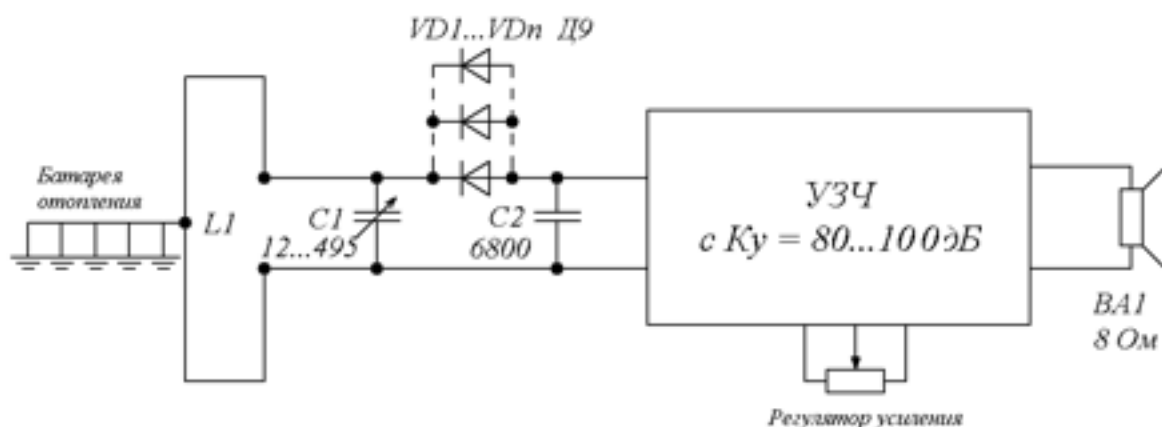 VD1...VDn Д9
Батарея
отопления
L1
C1
12...495
C2
6800
УЗЧ
с Ку = 80...100дБ
ВА1
8 Ом
Регулятор усиления